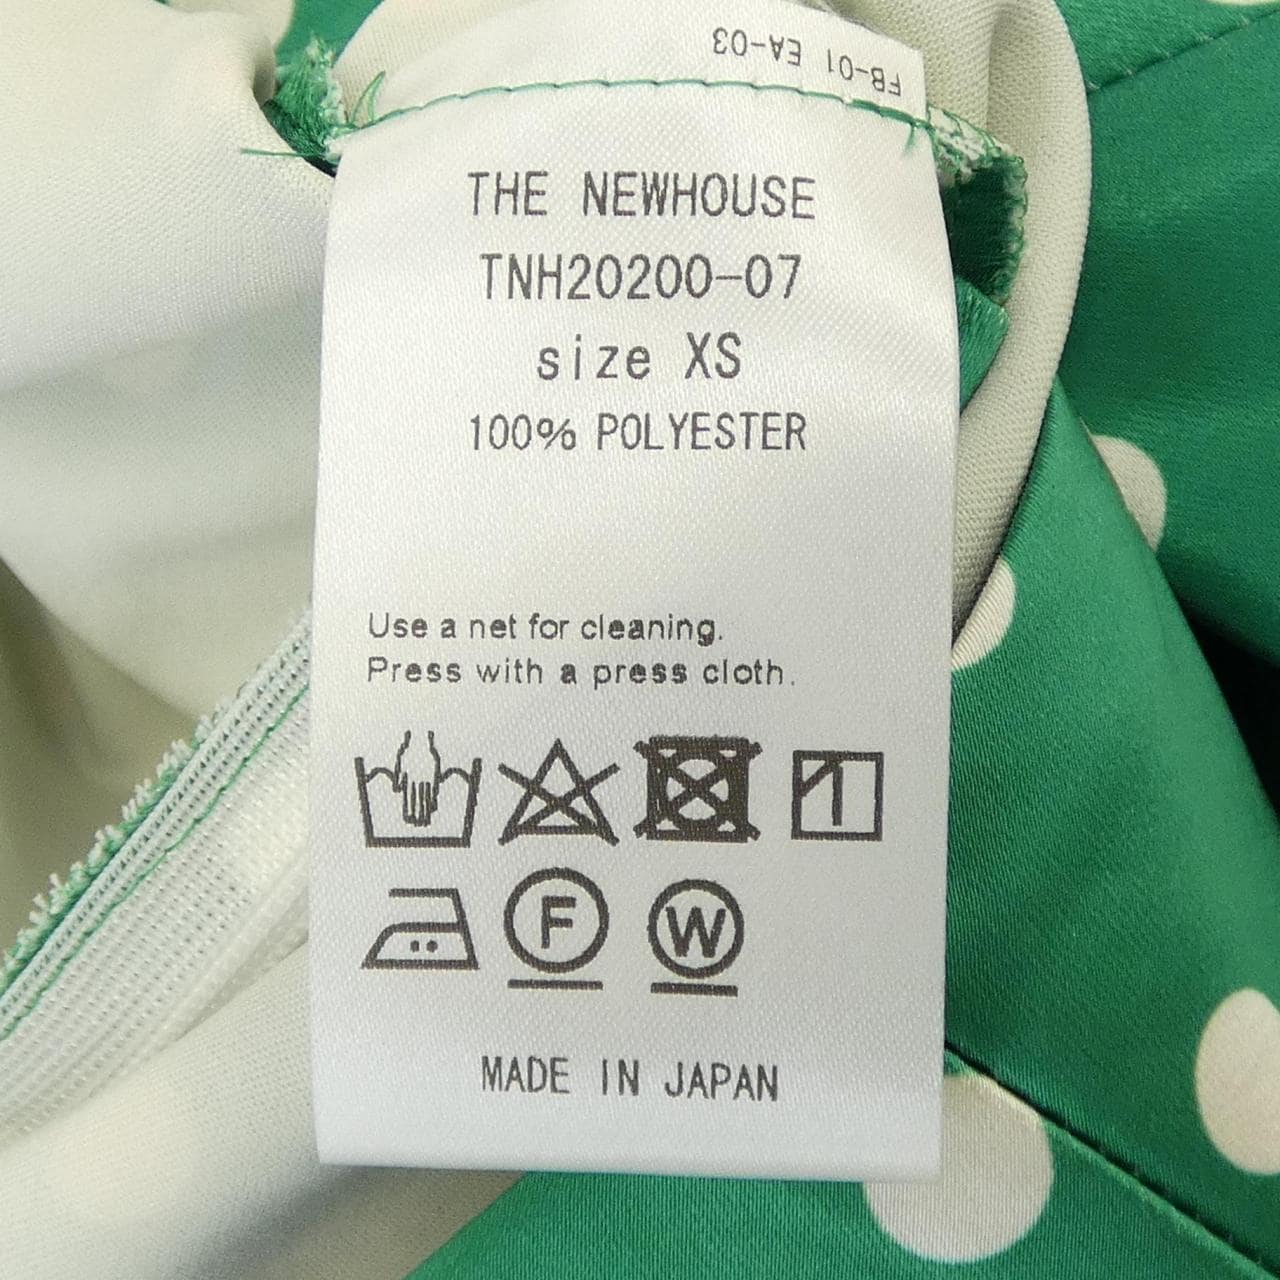 FB-01 EA-03
THE NEWHOUSE
TNH20200-07
size XS
100% POLYESTER
Use a net for cleaning.
Press with a press cloth.
F
W
MADE IN JAPAN